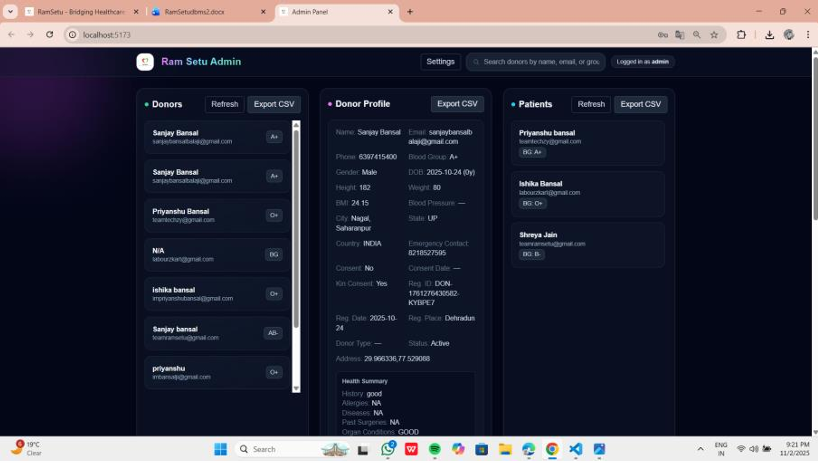 RamSetu - Bridging Healthcare
RamSetudbms2.docx
Admin Panel
localhost:5173
Ram Setu Admin
Settings
Search donors by name, email, or grou
Logged in as admin
Donors
Refresh
Export CSV
Sanjay Bansal
sanjaybansalbalaji@gmail.com
A+
Sanjay Bansal
sanjaybansalbalaji@gmail.com
A+
Priyanshu Bansal
teamtechzy@gmail.com
O+
N/A
labourzkart@gmail.com
BG
ishika bansal
impriyanshubansal@gmail.com
O+
Sanjay bansal
teamramsetu@gmail.com
AB-
priyanshu
imbansalpj@gmail.com
O+
Donor Profile
Export CSV
Name: Sanjay Bansal
Email: sanjaybansalb
alaji@gmail.com
Phone: 6397415400
Blood Group: A+
Gender: Male
DOB: 2025-10-24 (0y)
Height: 182
Weight: 80
BMI: 24.15
Blood Pressure: —
City: Nagal,
Saharanpur
State: UP
Country: INDIA
Emergency Contact:
8218527595
Consent: No
Consent Date: —
Kin Consent: Yes
Reg. ID: DON-
1761276430582-
KYBPE7
Reg. Date: 2025-10-
24
Reg. Place: Dehradun
Donor Type: —
Status: Active
Address: 29.966336,77.529088
Health Summary
History: good
Allergies: NA
Diseases: NA
Past Surgeries: NA
Organ Conditions: GOOD
Patients
Refresh
Export CSV
Priyanshu bansal
teamtechzy@gmail.com
BG: A+
Ishika Bansal
labourzkart@gmail.com
BG: O+
Shreya Jain
teamramsetu@gmail.com
BG: B-
6
19°C
Clear
Search
2
ENG
IN
9:21 PM
11/2/2025